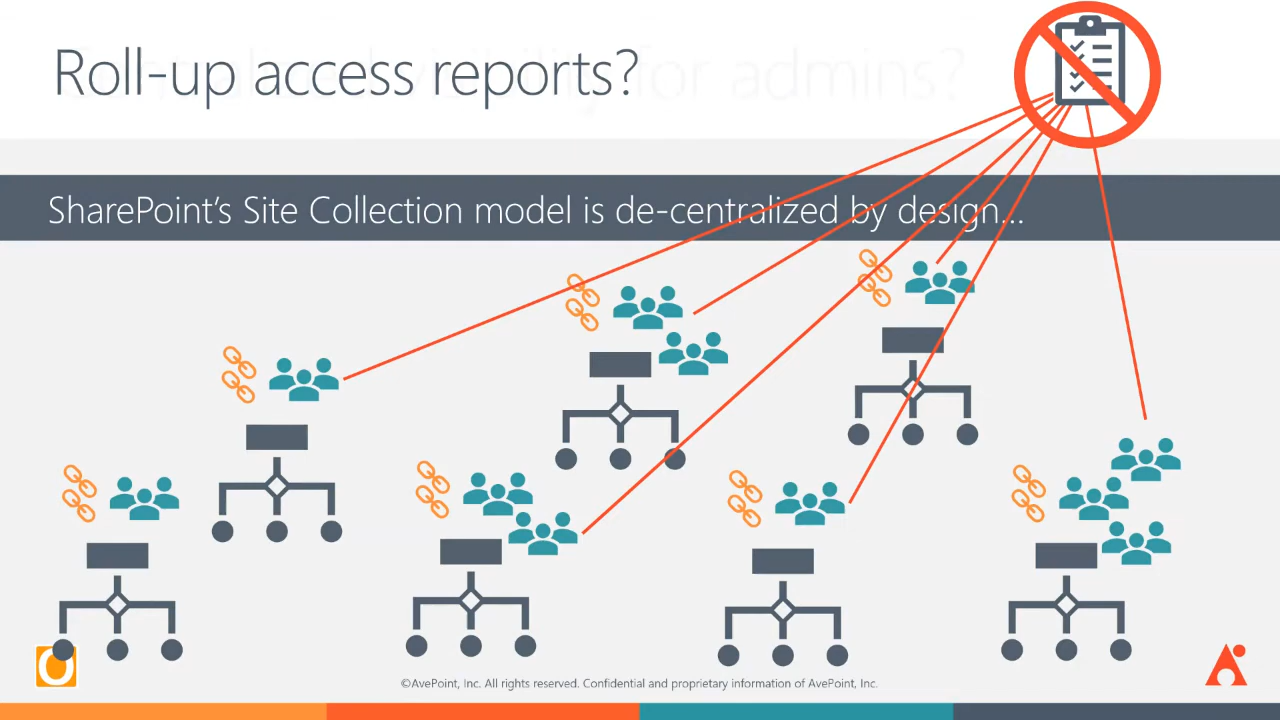 Roll-up access reports?
for admins?
SharePoint's Site Collection model is de-centralized by design...
©AvePoint, Inc. All rights reserved. Confidential and proprietary information of AvePoint, Inc.